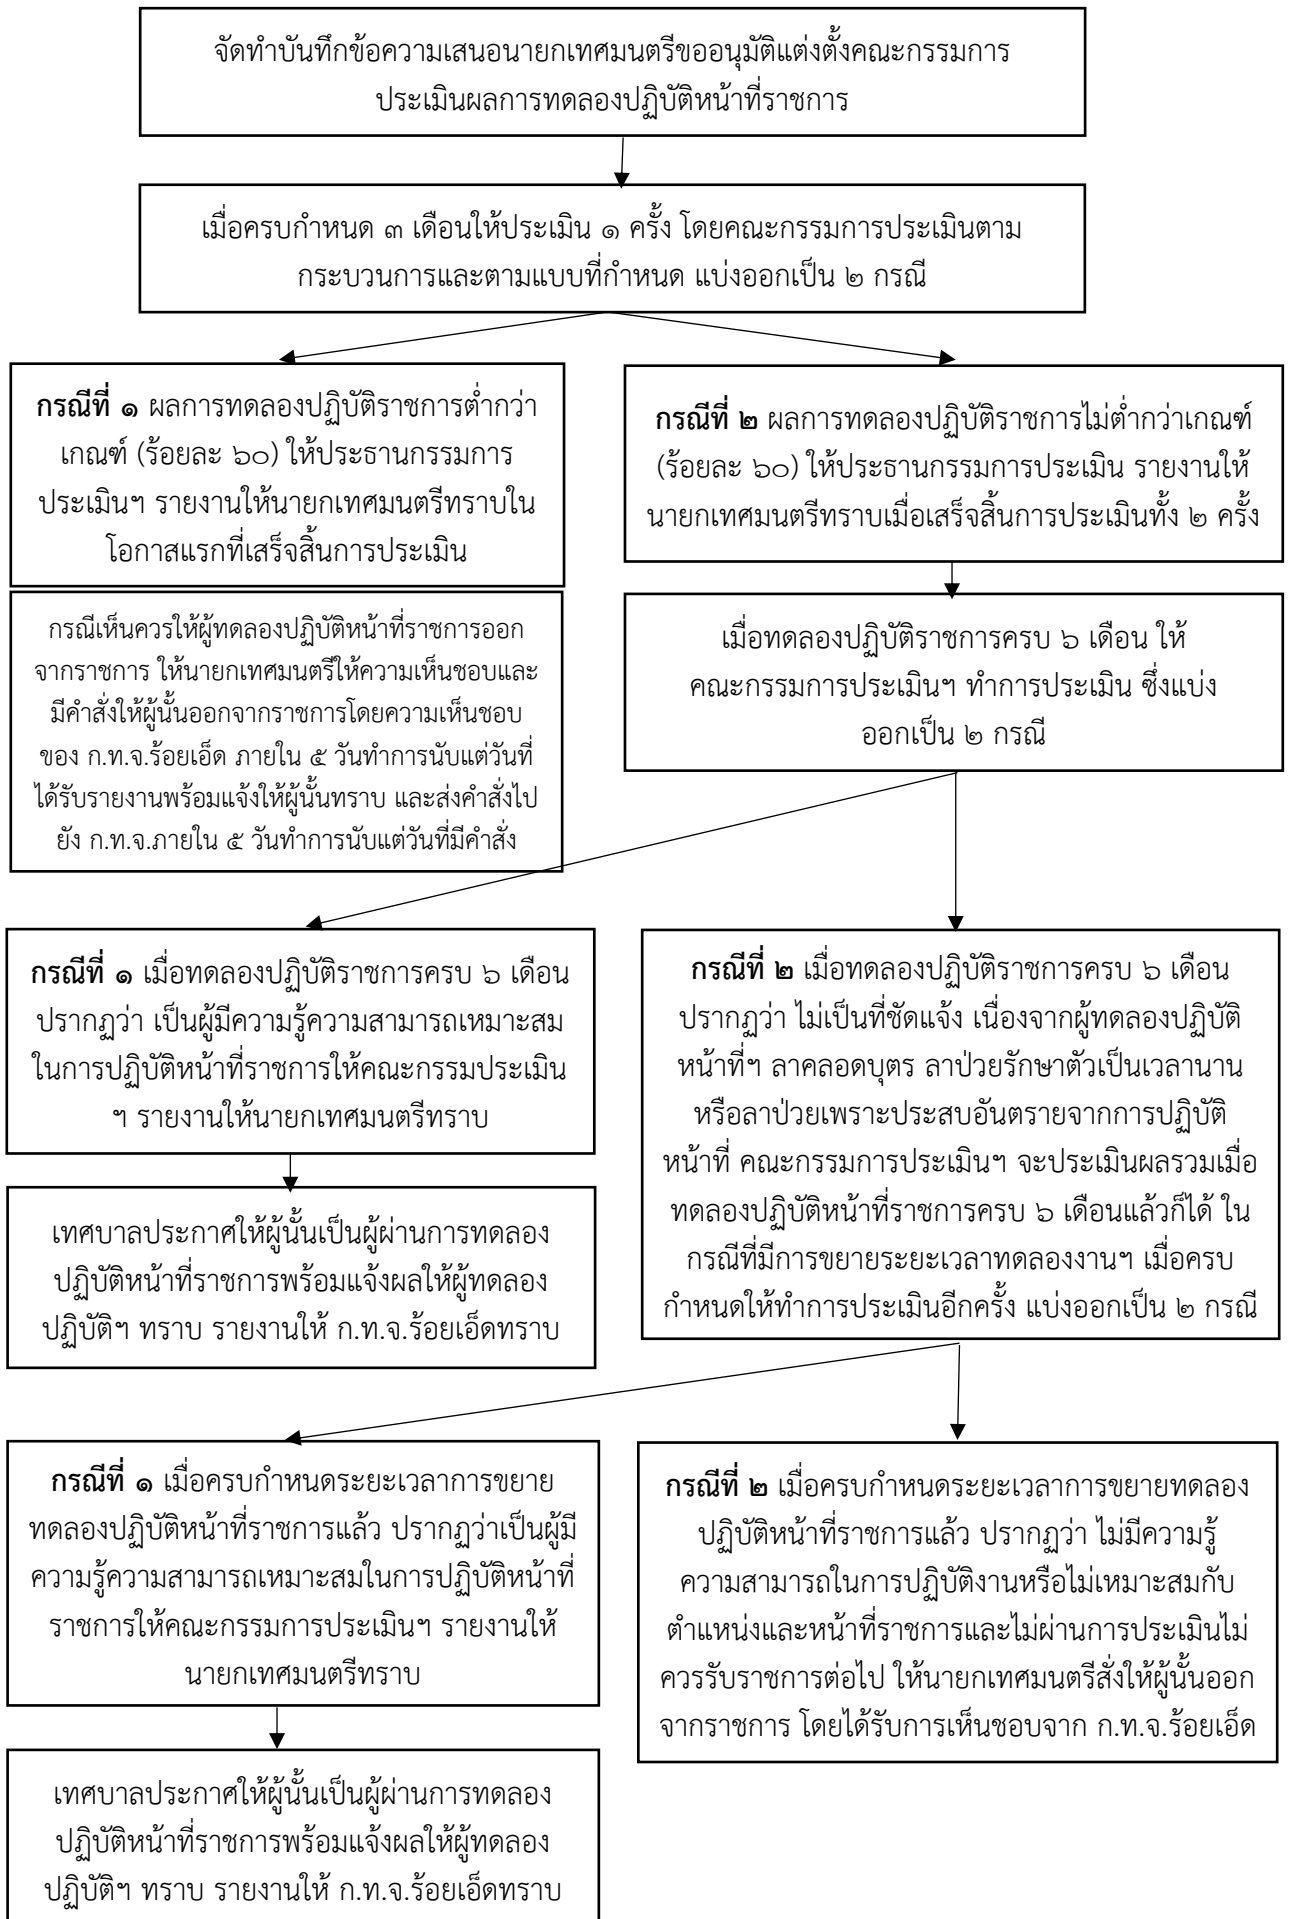 จัดทำบันทึกข้อความเสนอนายกเทศมนตรีขออนุมัติแต่งตั้งคณะกรรมการ
ประเมินผลการทดลองปฏิบัติหน้าที่ราชการ
เมื่อครบกำหนด ๓ เดือนให้ประเมิน ๑ ครั้ง โดยคณะกรรมการประเมินตาม
กระบวนการและตามแบบที่กำหนด แบ่งออกเป็น ๒ กรณี
กรณีที่ ๑ ผลการทดลองปฏิบัติราชการต่ำกว่า
เกณฑ์ (ร้อยละ ๖๐) ให้ประธานกรรมการ
ประเมินฯ รายงานให้นายกเทศมนตรีทราบใน
โอกาสแรกที่เสร็จสิ้นการประเมิน
กรณีที่ ๒ ผลการทดลองปฏิบัติราชการไม่ต่ำกว่าเกณฑ์
(ร้อยละ ๖๐) ให้ประธานกรรมการประเมิน รายงานให้
นายกเทศมนตรีทราบเมื่อเสร็จสิ้นการประเมินทั้ง ๒ ครั้ง
กรณีเห็นควรให้ผู้ทดลองปฏิบัติหน้าที่ราชการออก
จากราชการ ให้นายกเทศมนตรีให้ความเห็นชอบและ
มีคำสั่งให้ผู้นั้นออกจากราชการโดยความเห็นชอบ
ของ ก.ท.จ.ร้อยเอ็ด ภายใน ๕ วันทำการนับแต่วันที่
ได้รับรายงานพร้อมแจ้งให้ผู้นั้นทราบ และส่งคำสั่งไป
ยัง ก.ท.จ.ภายใน ๕ วันทำการนับแต่วันที่มีคำสั่ง
เมื่อทดลองปฏิบัติราชการครบ ๖ เดือน ให้
คณะกรรมการประเมินฯ ทำการประเมิน ซึ่งแบ่ง
ออกเป็น ๒ กรณี
กรณีที่ ๑ เมื่อทดลองปฏิบัติราชการครบ ๖ เดือน
ปรากฏว่า เป็นผู้มีความรู้ความสามารถเหมาะสม
ในการปฏิบัติหน้าที่ราชการให้คณะกรรมประเมิน
ฯ รายงานให้นายกเทศมนตรีทราบ
เทศบาลประกาศให้ผู้นั้นเป็นผู้ผ่านการทดลอง
ปฏิบัติหน้าที่ราชการพร้อมแจ้งผลให้ผู้ทดลอง
ปฏิบัติฯ ทราบ รายงานให้ ก.ท.จ.ร้อยเอ็ดทราบ
กรณีที่ ๒ เมื่อทดลองปฏิบัติราชการครบ ๖ เดือน
ปรากฏว่า ไม่เป็นที่ชัดแจ้ง เนื่องจากผู้ทดลองปฏิบัติ
หน้าที่ฯ ลาคลอดบุตร ลาป่วยรักษาตัวเป็นเวลานาน
หรือลาป่วยเพราะประสบอันตรายจากการปฏิบัติ
หน้าที่ คณะกรรมการประเมินฯ จะประเมินผลรวมเมื่อ
ทดลองปฏิบัติหน้าที่ราชการครบ ๖ เดือนแล้วก็ได้ ใน
กรณีที่มีการขยายระยะเวลาทดลองงานฯ เมื่อครบ
กำหนดให้ทำการประเมินอีกครั้ง แบ่งออกเป็น ๒ กรณี
กรณีที่ ๑ เมื่อครบกำหนดระยะเวลาการขยาย
ทดลองปฏิบัติหน้าที่ราชการแล้ว ปรากฏว่าเป็นผู้มี
ความรู้ความสามารถเหมาะสมในการปฏิบัติหน้าที่
ราชการให้คณะกรรมการประเมินฯ รายงานให้
นายกเทศมนตรีทราบ
กรณีที่ ๒ เมื่อครบกำหนดระยะเวลาการขยายทดลอง
ปฏิบัติหน้าที่ราชการแล้ว ปรากฏว่า ไม่มีความรู้
ความสามารถในการปฏิบัติงานหรือไม่เหมาะสมกับ
ตำแหน่งและหน้าที่ราชการและไม่ผ่านการประเมินไม่
ควรรับราชการต่อไป ให้นายกเทศมนตรีสั่งให้ผู้นั้นออก
จากราชการ โดยได้รับการเห็นชอบจาก ก.ท.จ.ร้อยเอ็ด
เทศบาลประกาศให้ผู้นั้นเป็นผู้ผ่านการทดลอง
ปฏิบัติหน้าที่ราชการพร้อมแจ้งผลให้ผู้ทดลอง
ปฏิบัติฯ ทราบ รายงานให้ ก.ท.จ.ร้อยเอ็ดทราบ